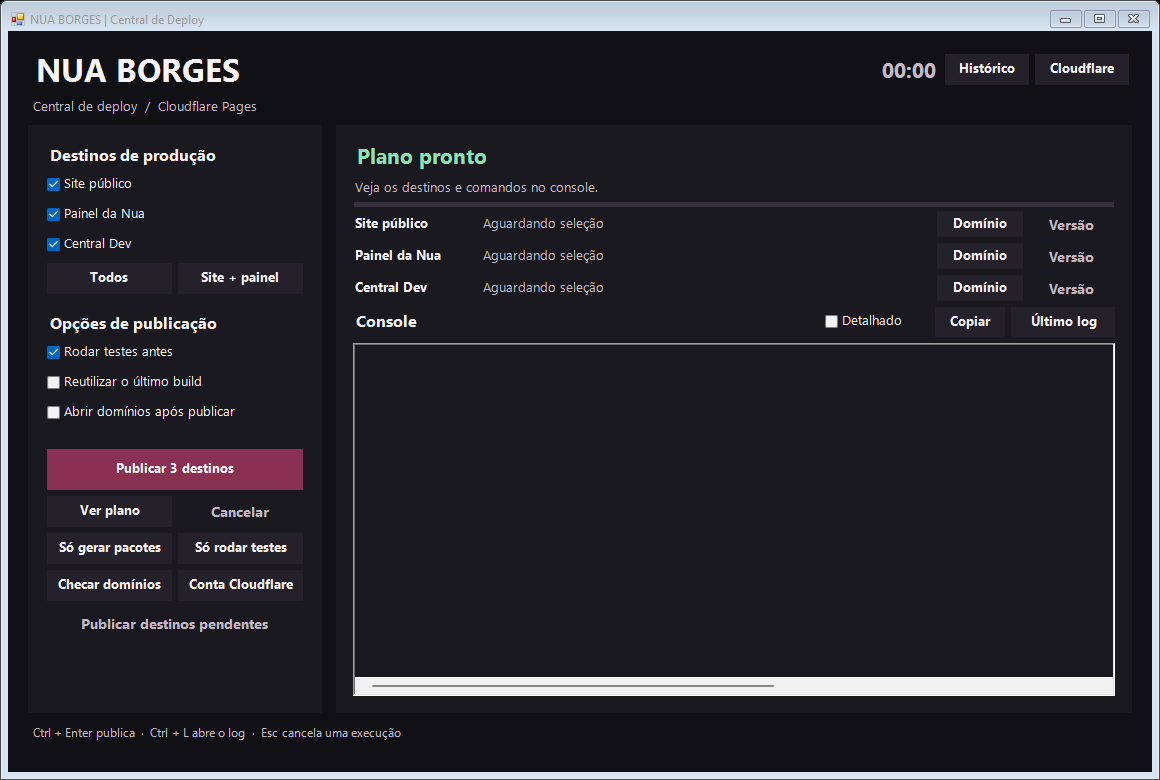 NUA BORGES | Central de Deploy
NUA BORGES
00:00
Histórico
Cloudflare
Central de deploy / Cloudflare Pages
Destinos de produção
Site público
Painel da Nua
Central Dev
Todos
Site + painel
Opções de publicação
Rodar testes antes
Reutilizar o último build
Abrir domínios após publicar
Publicar 3 destinos
Ver plano
Cancelar
Só gerar pacotes
Só rodar testes
Checar domínios
Conta Cloudflare
Publicar destinos pendentes
Plano pronto
Veja os destinos e comandos no console.
Site público Aguardando seleção Domínio Versão
Painel da Nua Aguardando seleção Domínio Versão
Central Dev Aguardando seleção Domínio Versão
Console
Detalhado
Copiar
Último log
Ctrl + Enter publica · Ctrl + L abre o log · Esc cancela uma execução